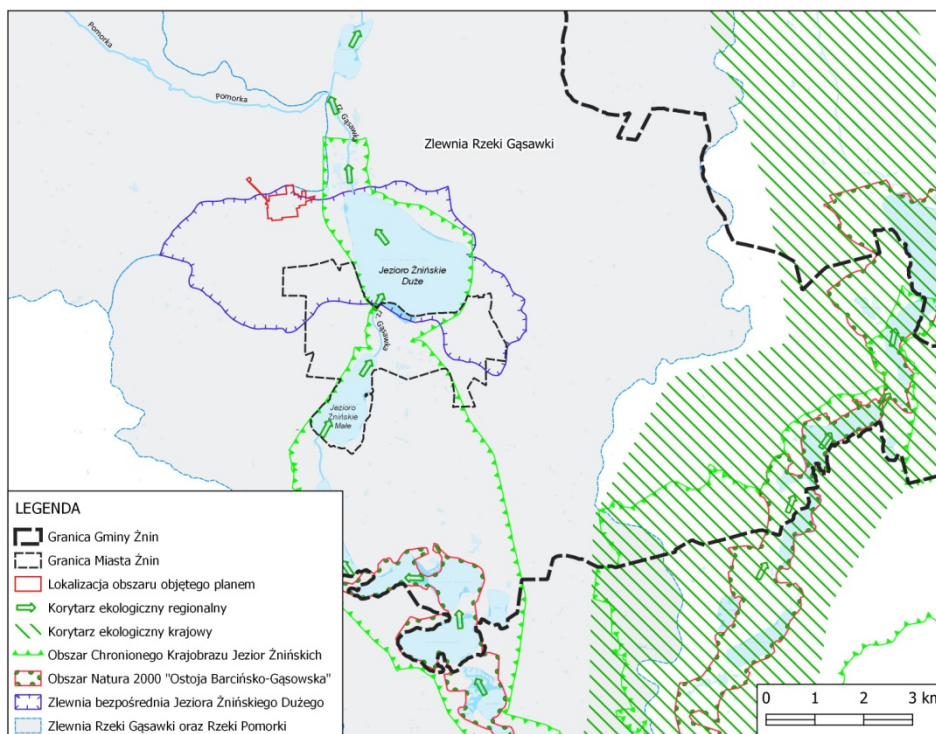 Pomorka
Pomorka
rz. Gąsawka
Zlewnia Rzeki Gąsawki
Jezioro Żnińskie
Duże
rz. Gąsawka
Jezioro
Żnińskie
Małe
LEGENDA
Granica Gminy Żnin
Granica Miasta Żnin
Lokalizacja obszaru objętego planem
Korytarz ekologiczny regionalny
Korytarz ekologiczny krajowy
Obszar Chronionego Krajobrazu Jezior Żnińskich
Obszar Natura 2000 "Ostoja Barcińsko-Gąsowska"
Zlewnia bezpośrednia Jeziora Żnińskiego Dużego
Zlewnia Rzeki Gąsawki oraz Rzeki Pomorki
0 1 2 3 km